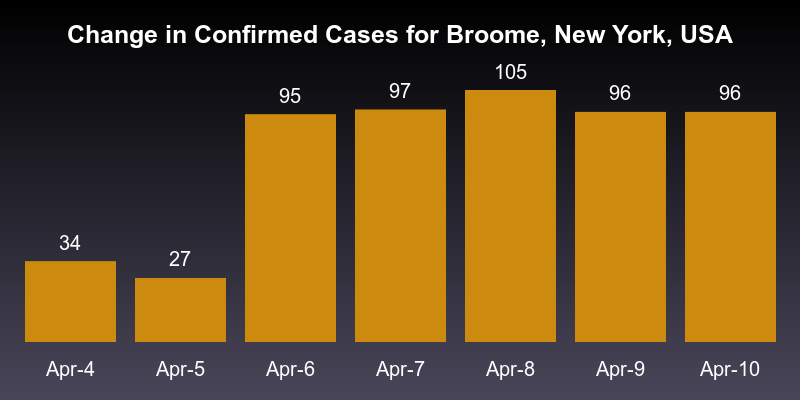 Change in Confirmed Cases for Broome, New York, USA
34 27 95 97 105 96 96
Apr-4 Apr-5 Apr-6 Apr-7 Apr-8 Apr-9 Apr-10